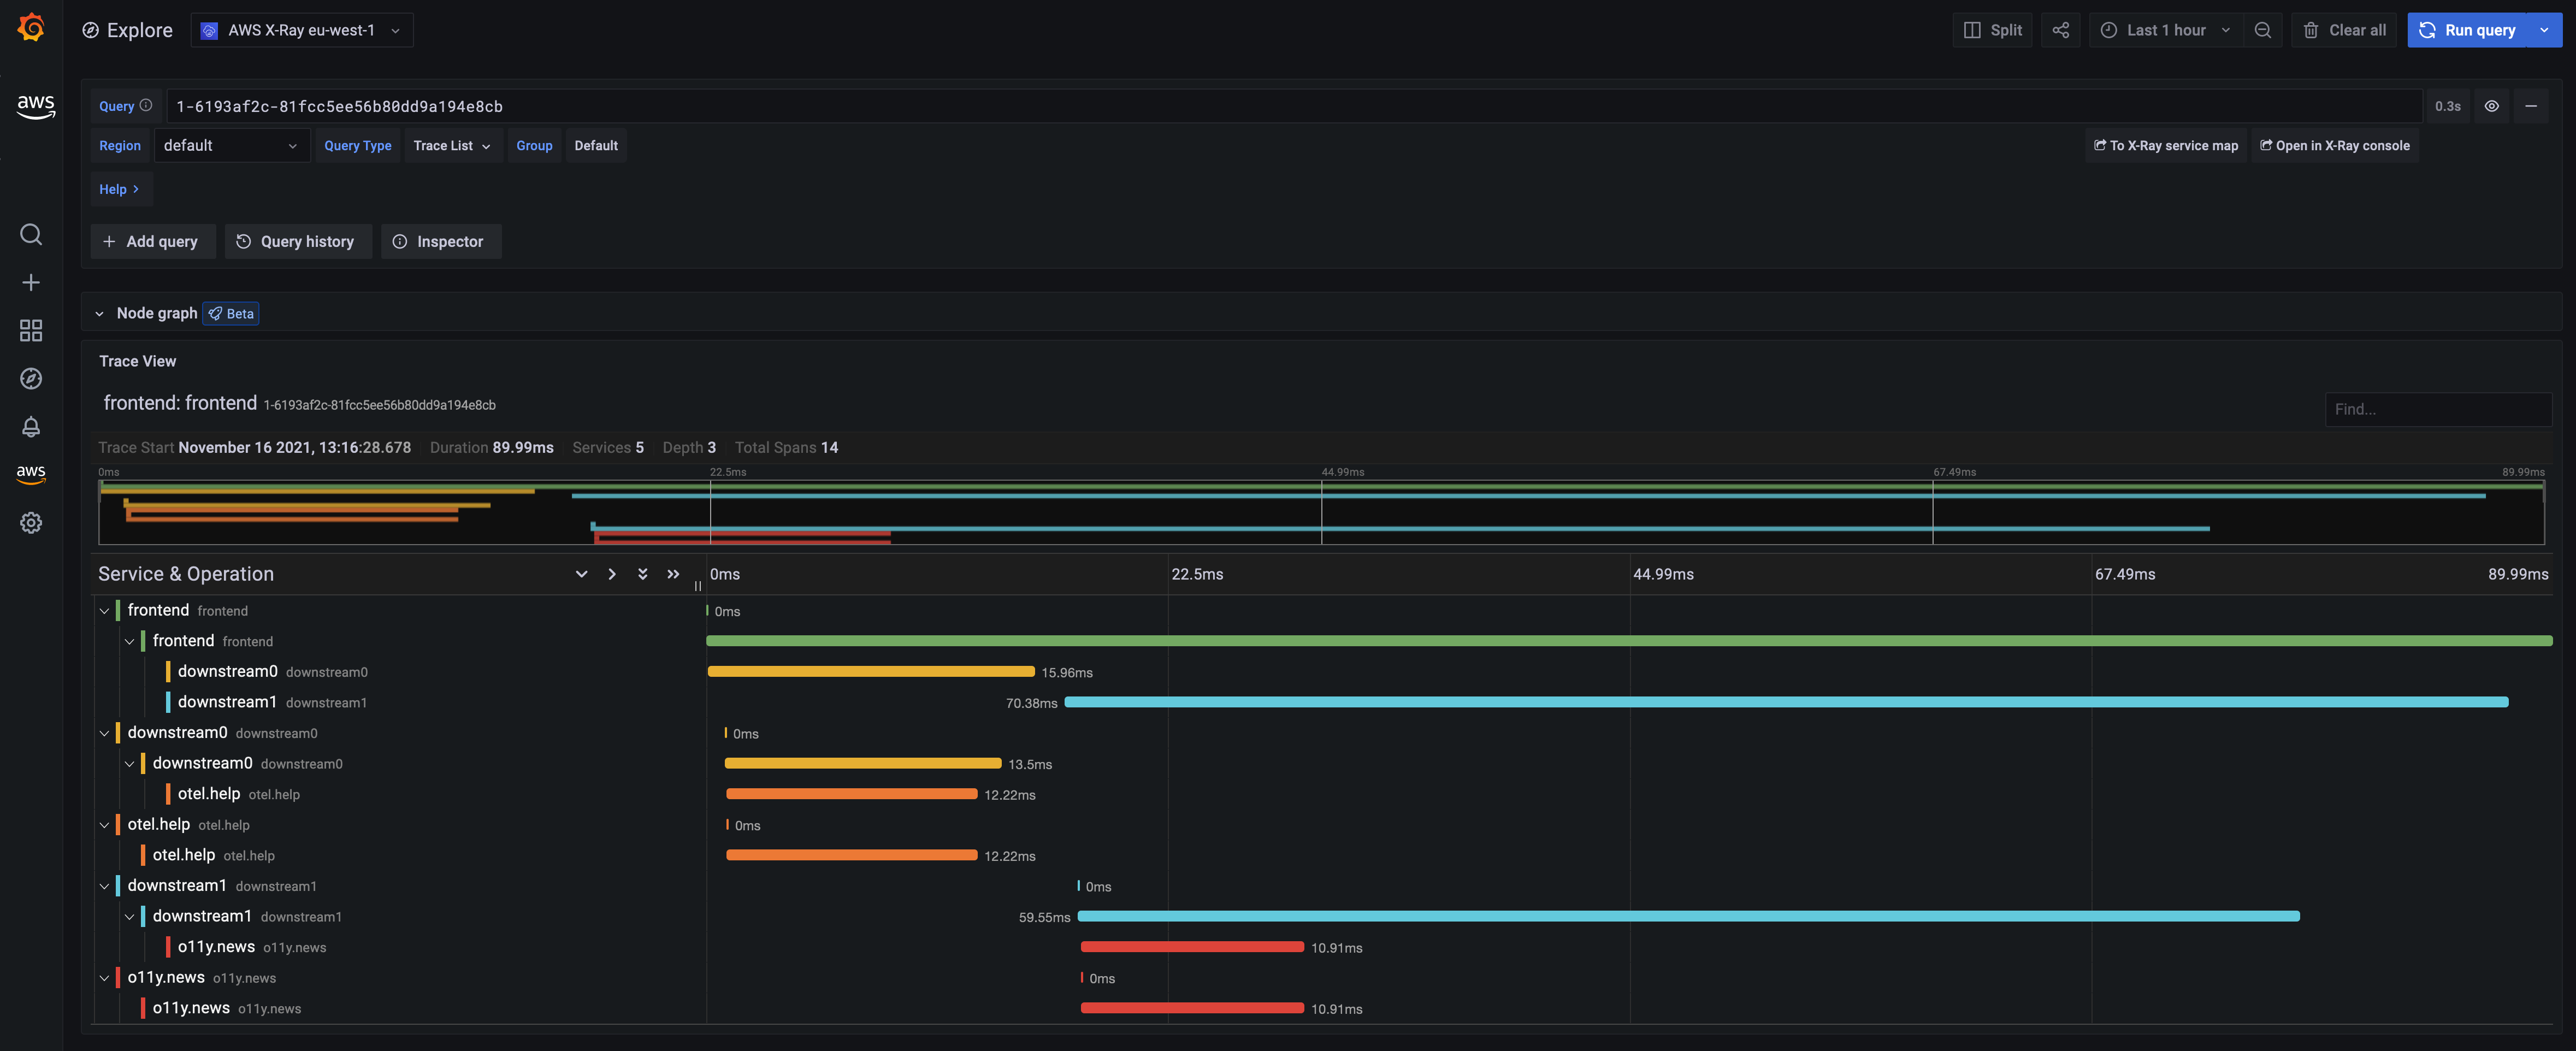 Explore AWS X-Ray eu-west-1 Split Last 1 hour Clear all Run query
aws
Query 1-6193af2c-81fcc5ee56b80dd9a194e8cb 0.3s
Region default Query Type Trace List Group Default To X-Ray service map Open in X-Ray console
Help
Add query Query history Inspector
Node graph Beta
Trace View
frontend: frontend 1-6193af2c-81fcc5ee56b80dd9a194e8cb Find...
Trace Start November 16 2021, 13:16:28.678 Duration 89.99ms Services 5 Depth 3 Total Spans 14
0ms 22.5ms 44.99ms 67.49ms 89.99ms
aws
Service & Operation 0ms 22.5ms 44.99ms 67.49ms 89.99ms
frontend frontend 0ms
frontend frontend
downstream0 downstream0 15.96ms
downstream1 downstream1 70.38ms
downstream0 downstream0 0ms
downstream0 downstream0 13.5ms
otel.help otel.help 12.22ms
otel.help otel.help 0ms
otel.help otel.help 12.22ms
downstream1 downstream1 0ms
downstream1 downstream1 59.55ms
o11y.news o11y.news 10.91ms
o11y.news o11y.news 0ms
o11y.news o11y.news 10.91ms